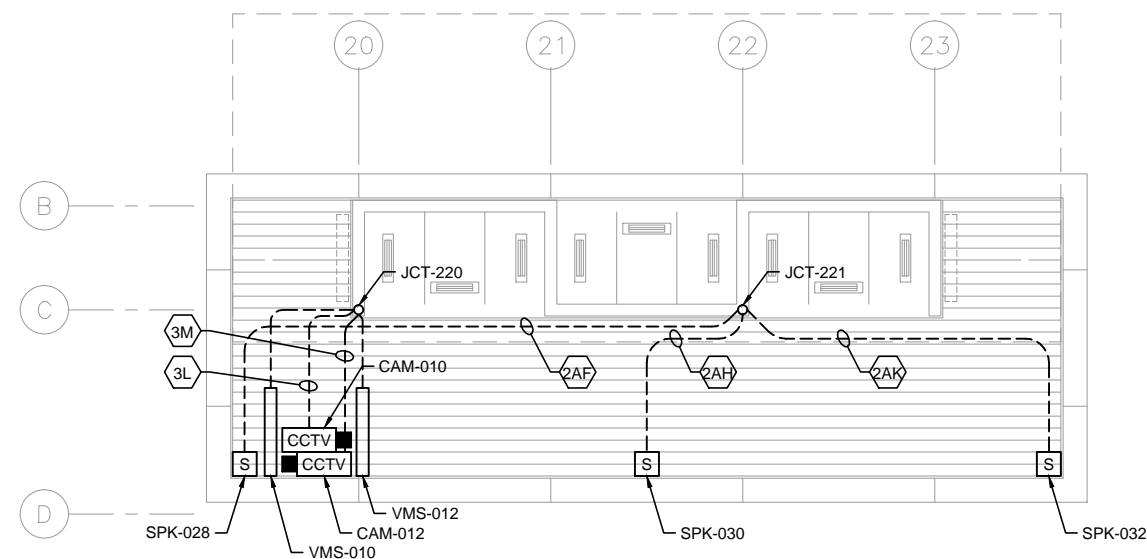 20
21
22
23
B
JCT-220
JCT-221
C
3M
3L
CAM-010
2AF
2AH
2AK
CCTV
CCTV
S
S
S
VMS-012
SPK-028
CAM-012
SPK-030
SPK-032
D
VMS-010